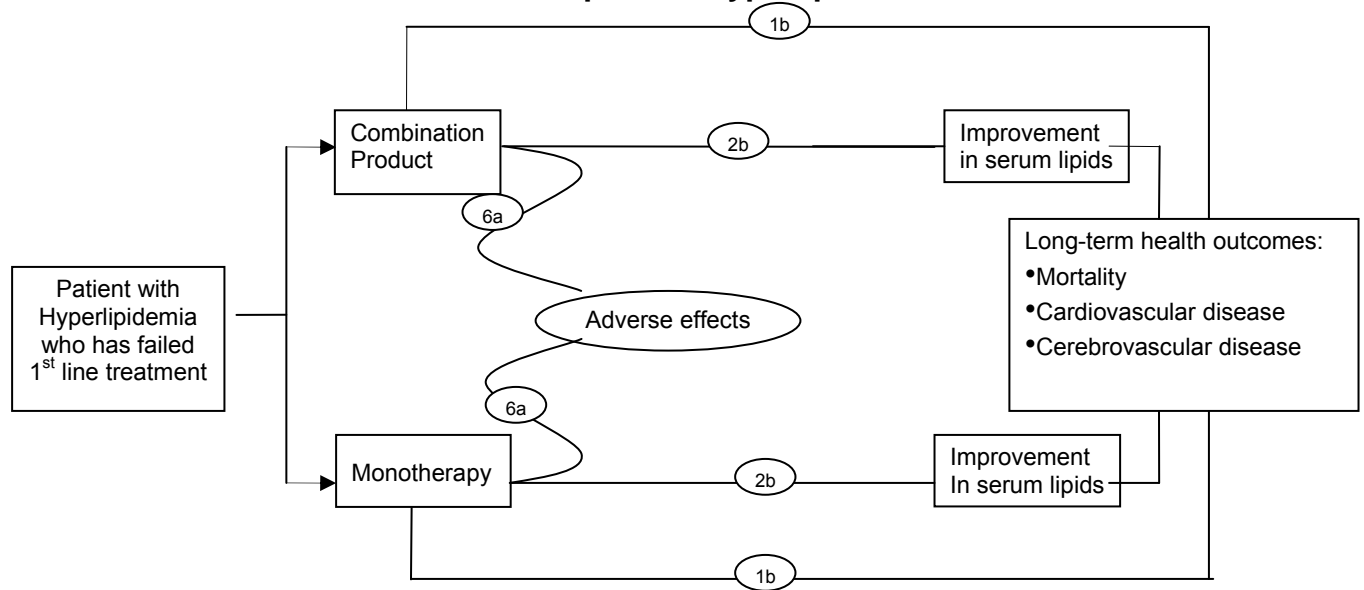 1b
Combination
Product
2b
Improvement
in serum lipids
6a
Long-term health outcomes:
•Mortality
•Cardiovascular disease
•Cerebrovascular disease
Patient with
Hyperlipidemia
who has failed
1st line treatment
Adverse effects
6a
Monotherapy
2b
Improvement
In serum lipids
1b